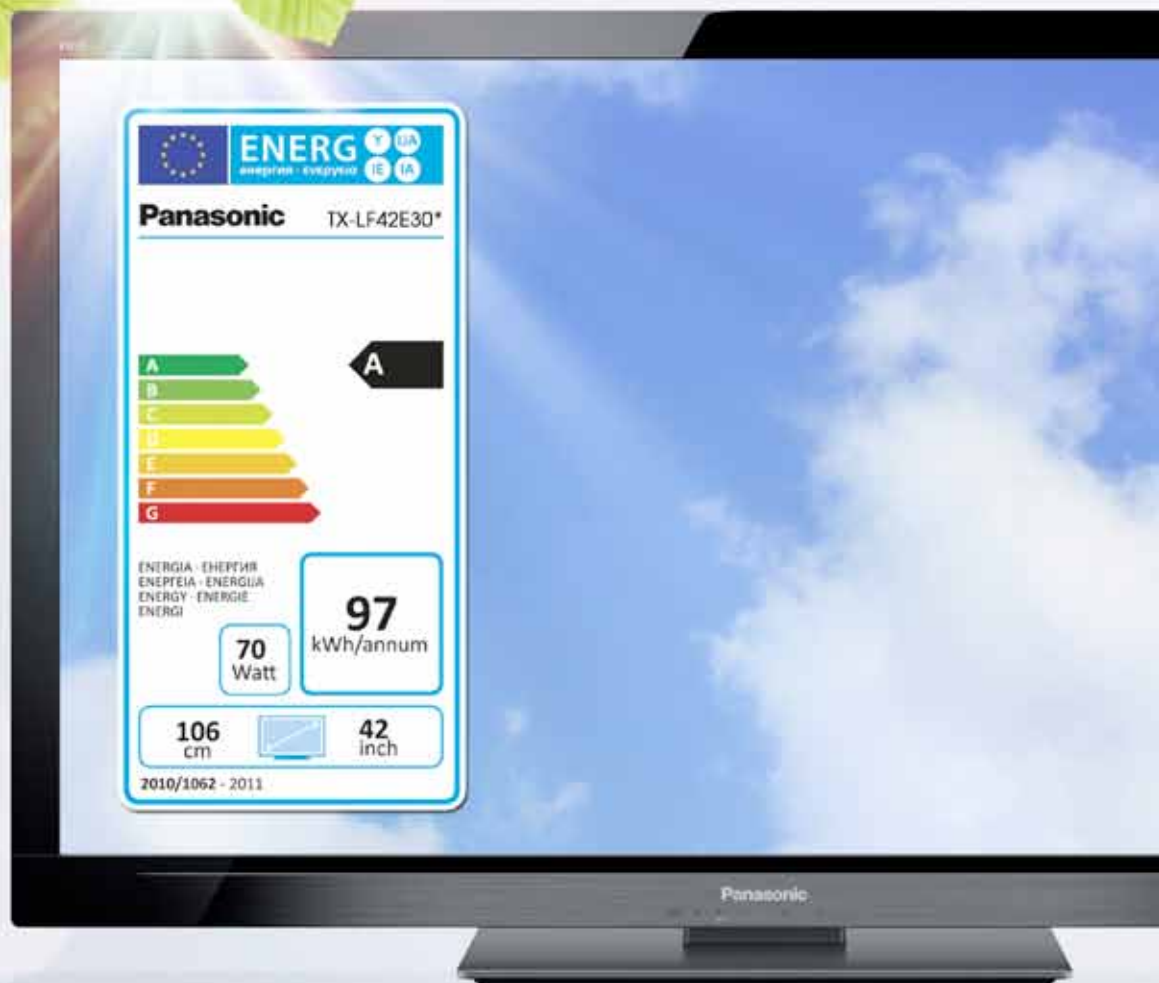 ENERG Y UA
енергия · ενεργεια IE IA
Panasonic TX-LF42E30*
A
A
B
C
D
E
F
G
ENERGIA · ЕНЕРГИЯ
ΕΝΕΡΓΕΙΑ · ENERGIJA
ENERGY · ENERGIE
ENERGI
97
kWh/annum
70
Watt
106
cm
42
inch
2010/1062 - 2011
Panasonic